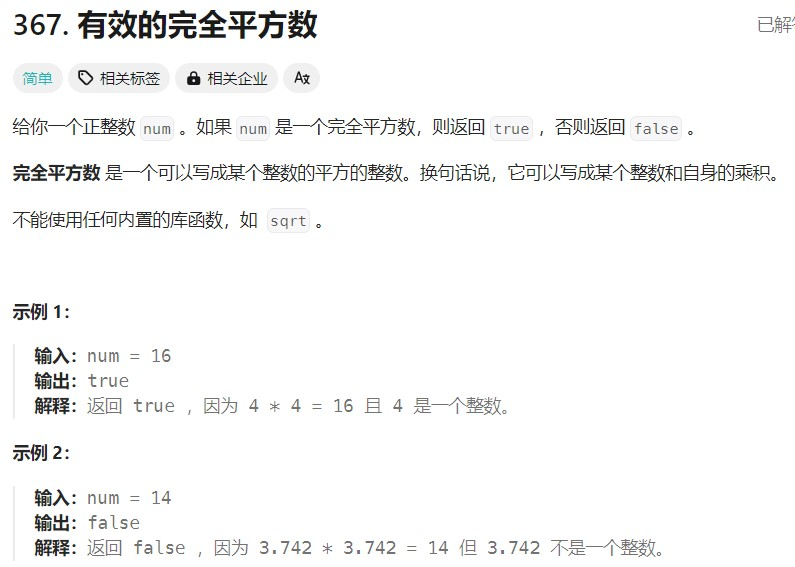 367. 有效的完全平方数
已解答
简单 相关标签 相关企业 Aあ
给你一个正整数 num 。如果 num 是一个完全平方数，则返回 true ，否则返回 false 。
完全平方数 是一个可以写成某个整数的平方的整数。换句话说，它可以写成某个整数和自身的乘积。
不能使用任何内置的库函数，如 sqrt 。
示例 1：
输入：num = 16
输出：true
解释：返回 true ，因为 4 * 4 = 16 且 4 是一个整数。
示例 2：
输入：num = 14
输出：false
解释：返回 false ，因为 3.742 * 3.742 = 14 但 3.742 不是一个整数。